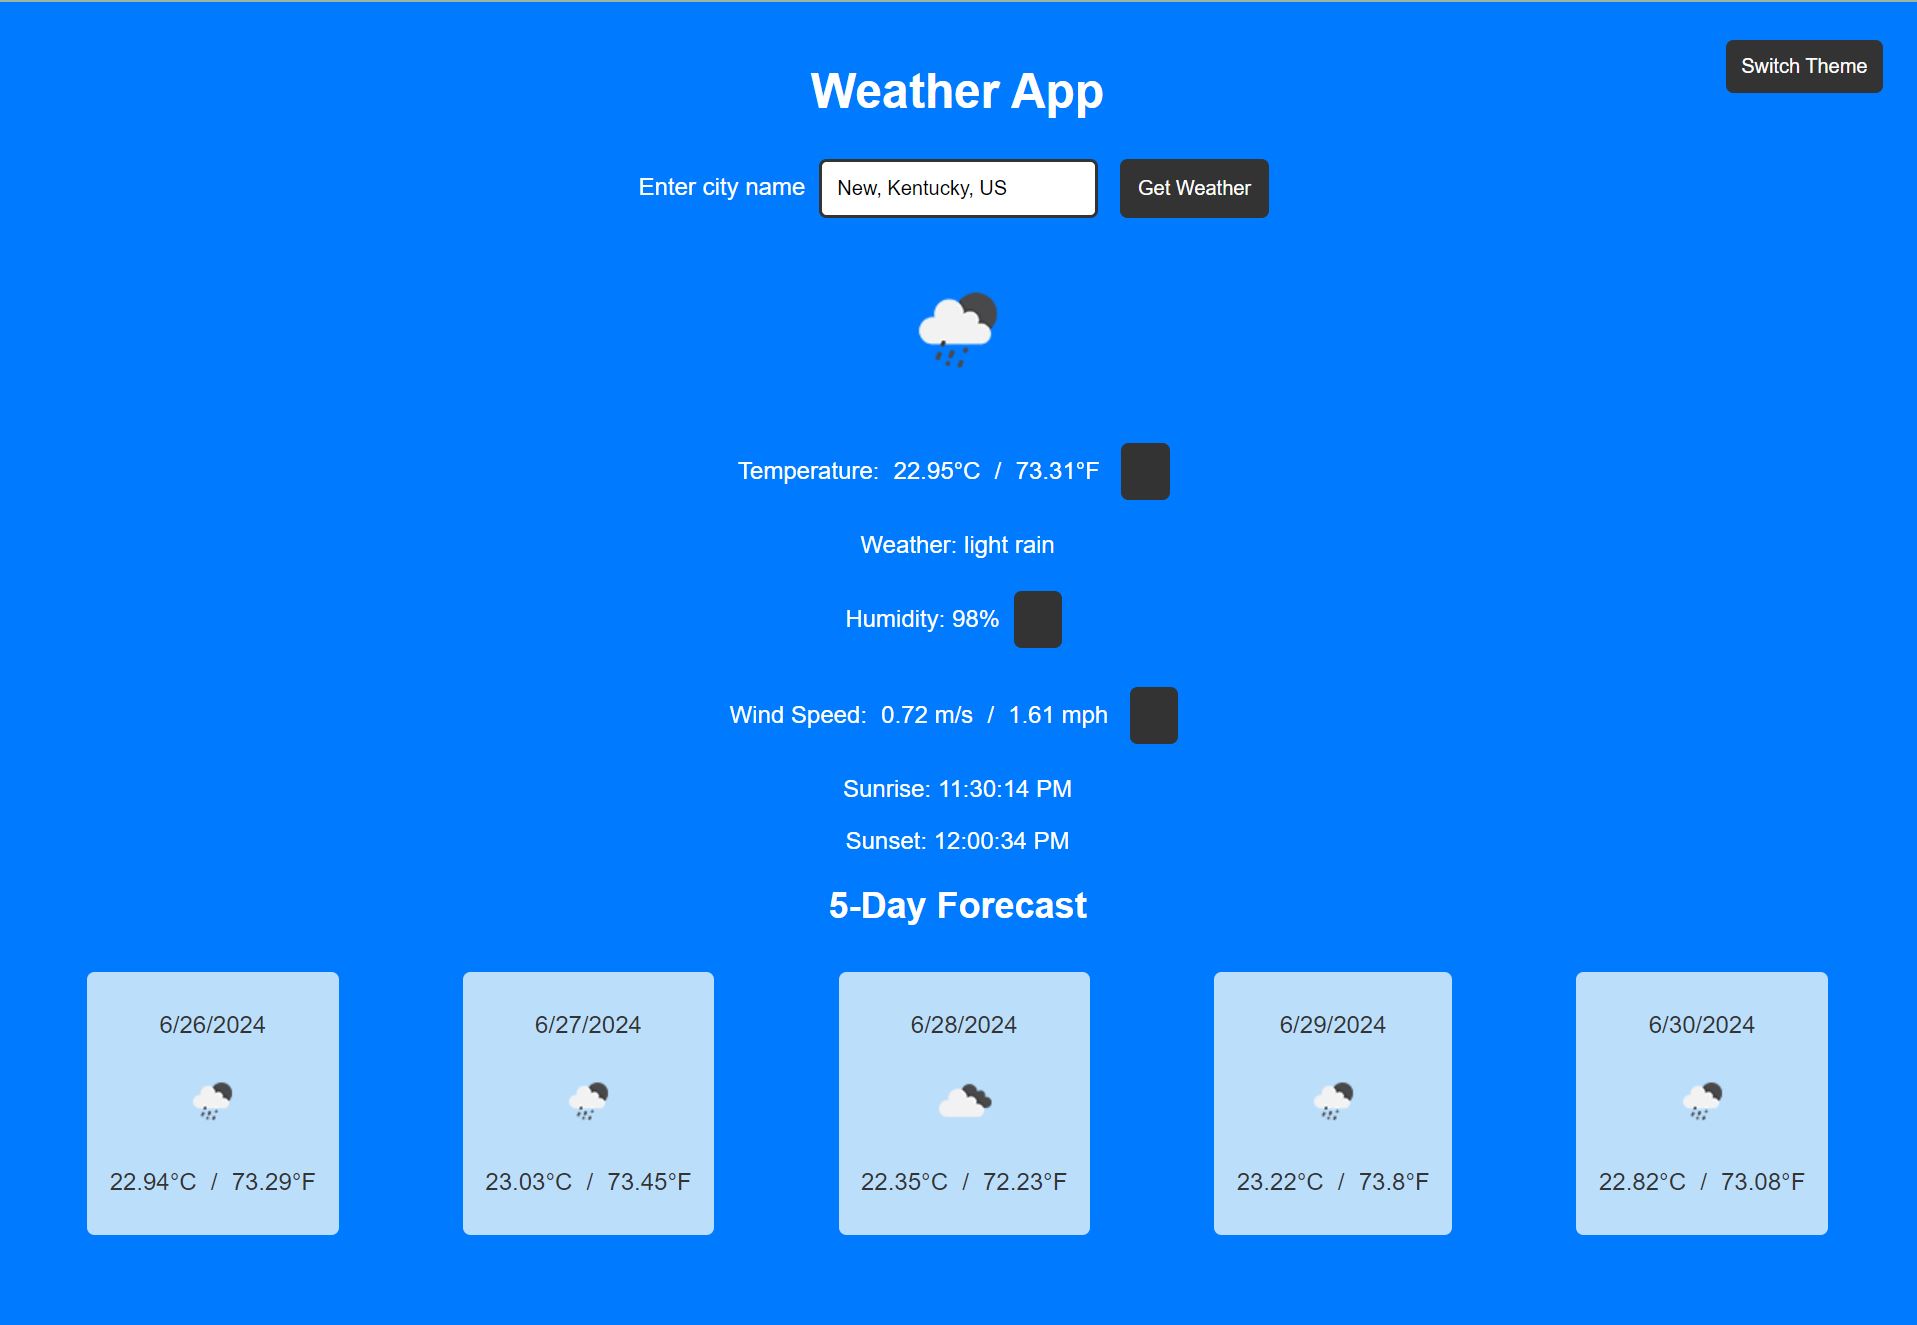 Switch Theme
Weather App
Enter city name New, Kentucky, US Get Weather
Temperature: 22.95°C / 73.31°F
Weather: light rain
Humidity: 98%
Wind Speed: 0.72 m/s / 1.61 mph
Sunrise: 11:30:14 PM
Sunset: 12:00:34 PM
5-Day Forecast
6/26/2024
22.94°C / 73.29°F
6/27/2024
23.03°C / 73.45°F
6/28/2024
22.35°C / 72.23°F
6/29/2024
23.22°C / 73.8°F
6/30/2024
22.82°C / 73.08°F